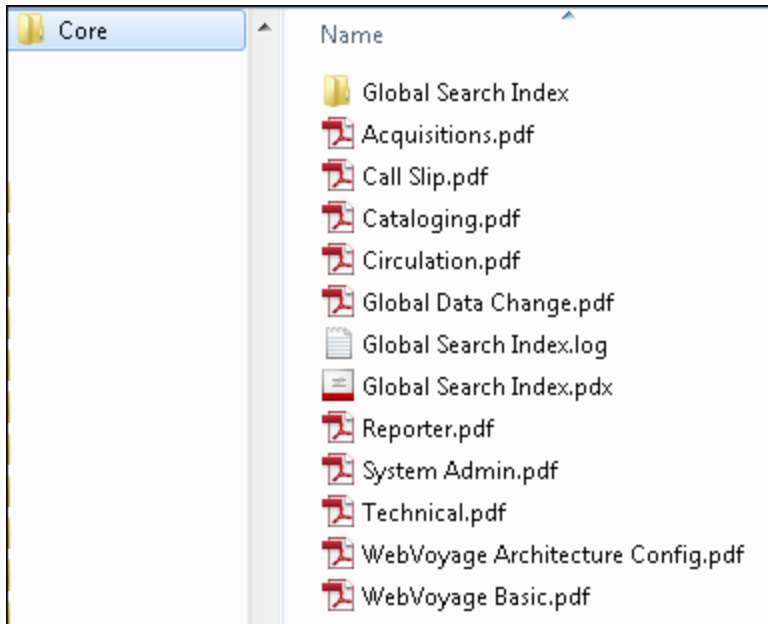 Core
Name
Global Search Index
Acquisitions.pdf
Call Slip.pdf
Cataloging.pdf
Circulation.pdf
Global Data Change.pdf
Global Search Index.log
Global Search Index.pdx
Reporter.pdf
System Admin.pdf
Technical.pdf
WebVoyage Architecture Config.pdf
WebVoyage Basic.pdf